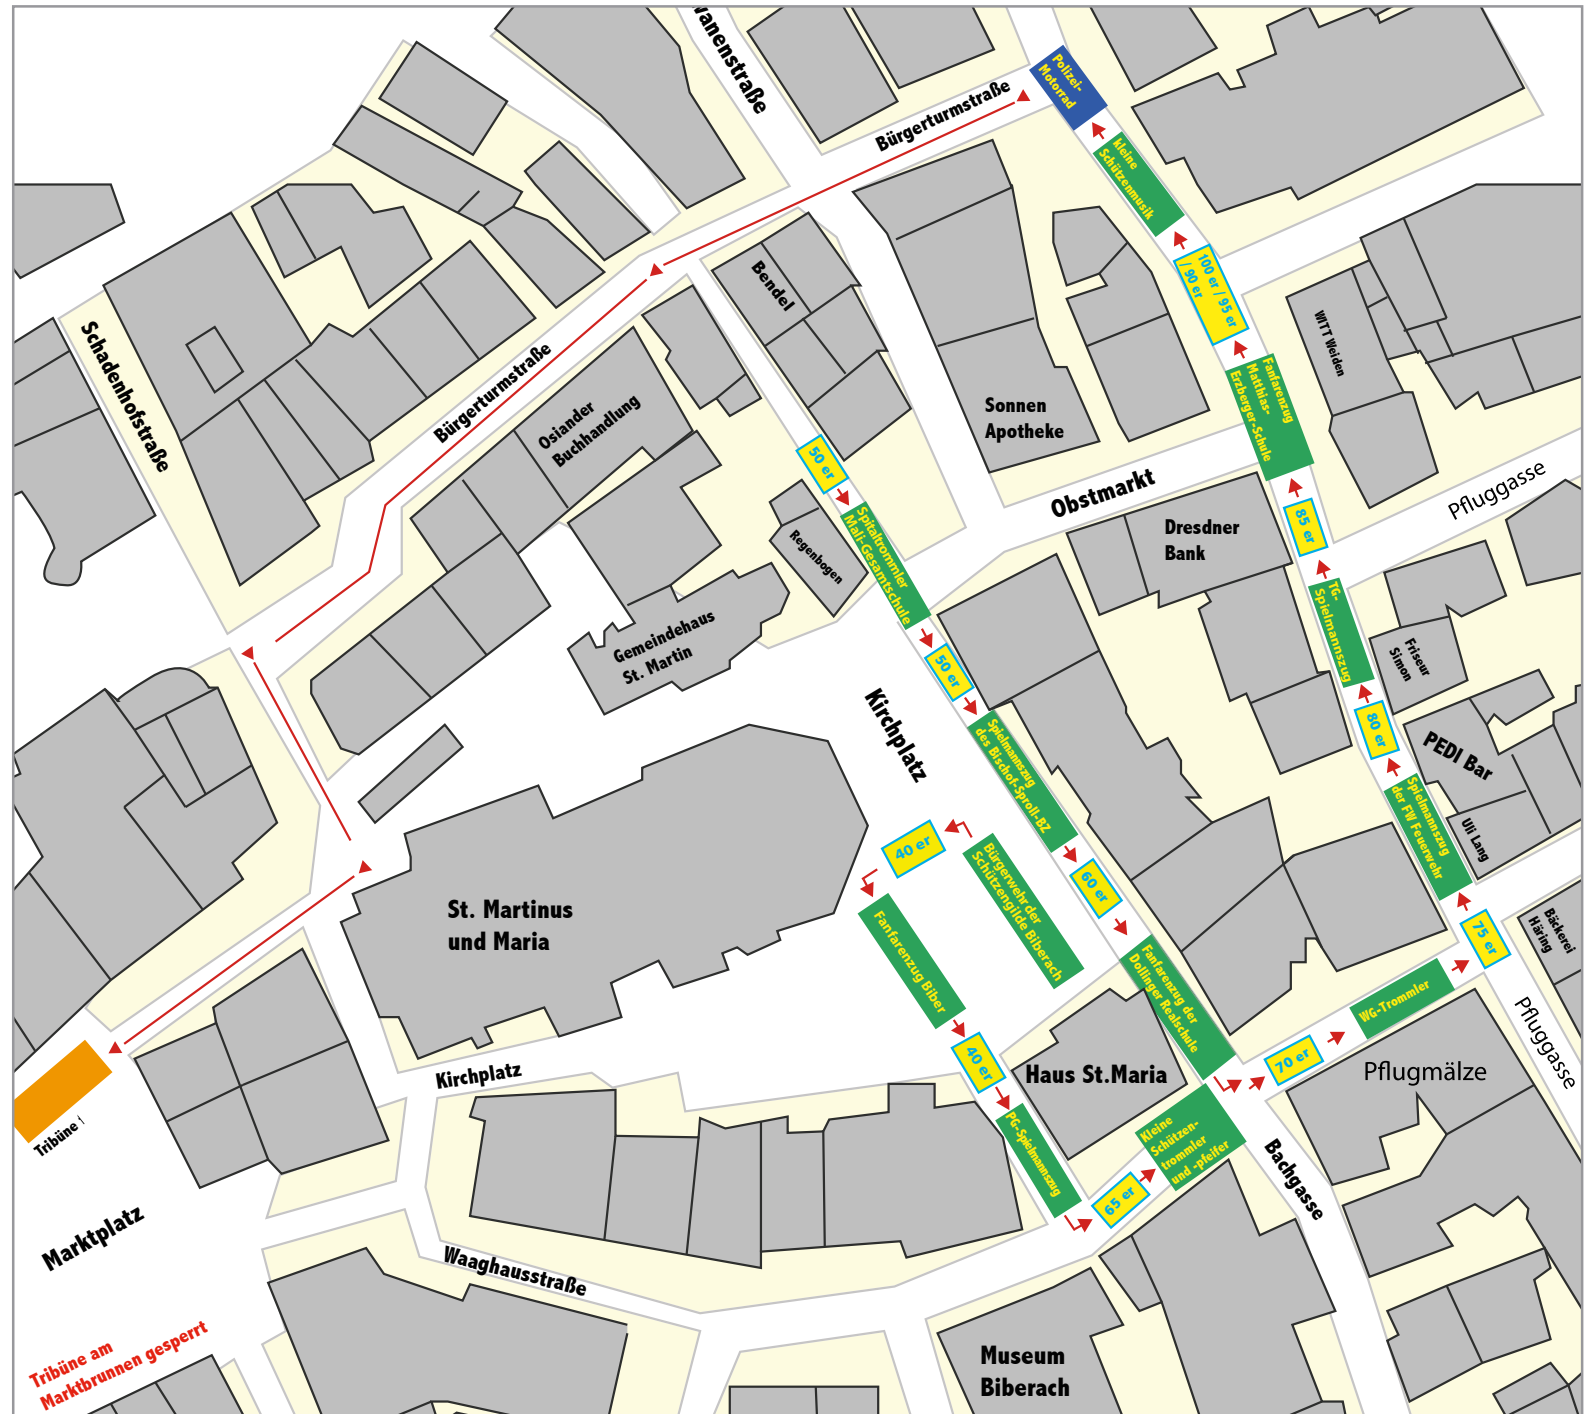 wanenstraße
Bürgerturmstraße
Polizei-
Motorrad
kleine
Schützenmusik
100 er / 95 er
/ 90 er
Fanfarenzug
Matthias-
Erzberger-Schule
85 er
TG-
Spielmannszug
80 er
Spielmannszug
der FW Feuerwehr
75 er
WG-Trommler
70 er
Schadenhofstraße
Bürgerturmstraße
Osiander
Buchhandlung
Bendel
Sonnen
Apotheke
WITT Weiden
Obstmarkt
Pfluggasse
Dresdner
Bank
Friseur
Simon
PEDI Bar
Uli Lang
Bäckerei
Häring
Pfluggasse
50 er
Spitaltrommler
Mali-Gesamtschule
Regenbogen
Gemeindehaus
St. Martin
50 er
Kirchplatz
Spielmannszug
des Bischof-Sproll-BZ
60 er
Fanfarenzug der
Dollinger Realschule
40 er
Bürgerwehr der
Schützengilde Biberach
Fanfarenzug Biber
40 er
PG-Spielmannszug
65 er
Kleine
Schützen-
trommler
und -pfeifer
St. Martinus
und Maria
Kirchplatz
Haus St.Maria
Pflugmälze
Bachgasse
Tribüne
Marktplatz
Waaghausstraße
Tribüne am
Marktbrunnen gesperrt
Museum
Biberach